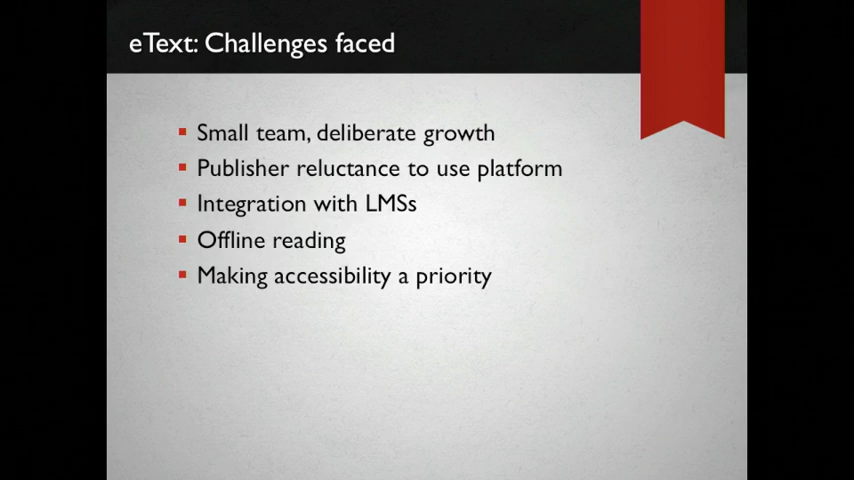 eText: Challenges faced
Small team, deliberate growth
Publisher reluctance to use platform
Integration with LMSs
Offline reading
Making accessibility a priority